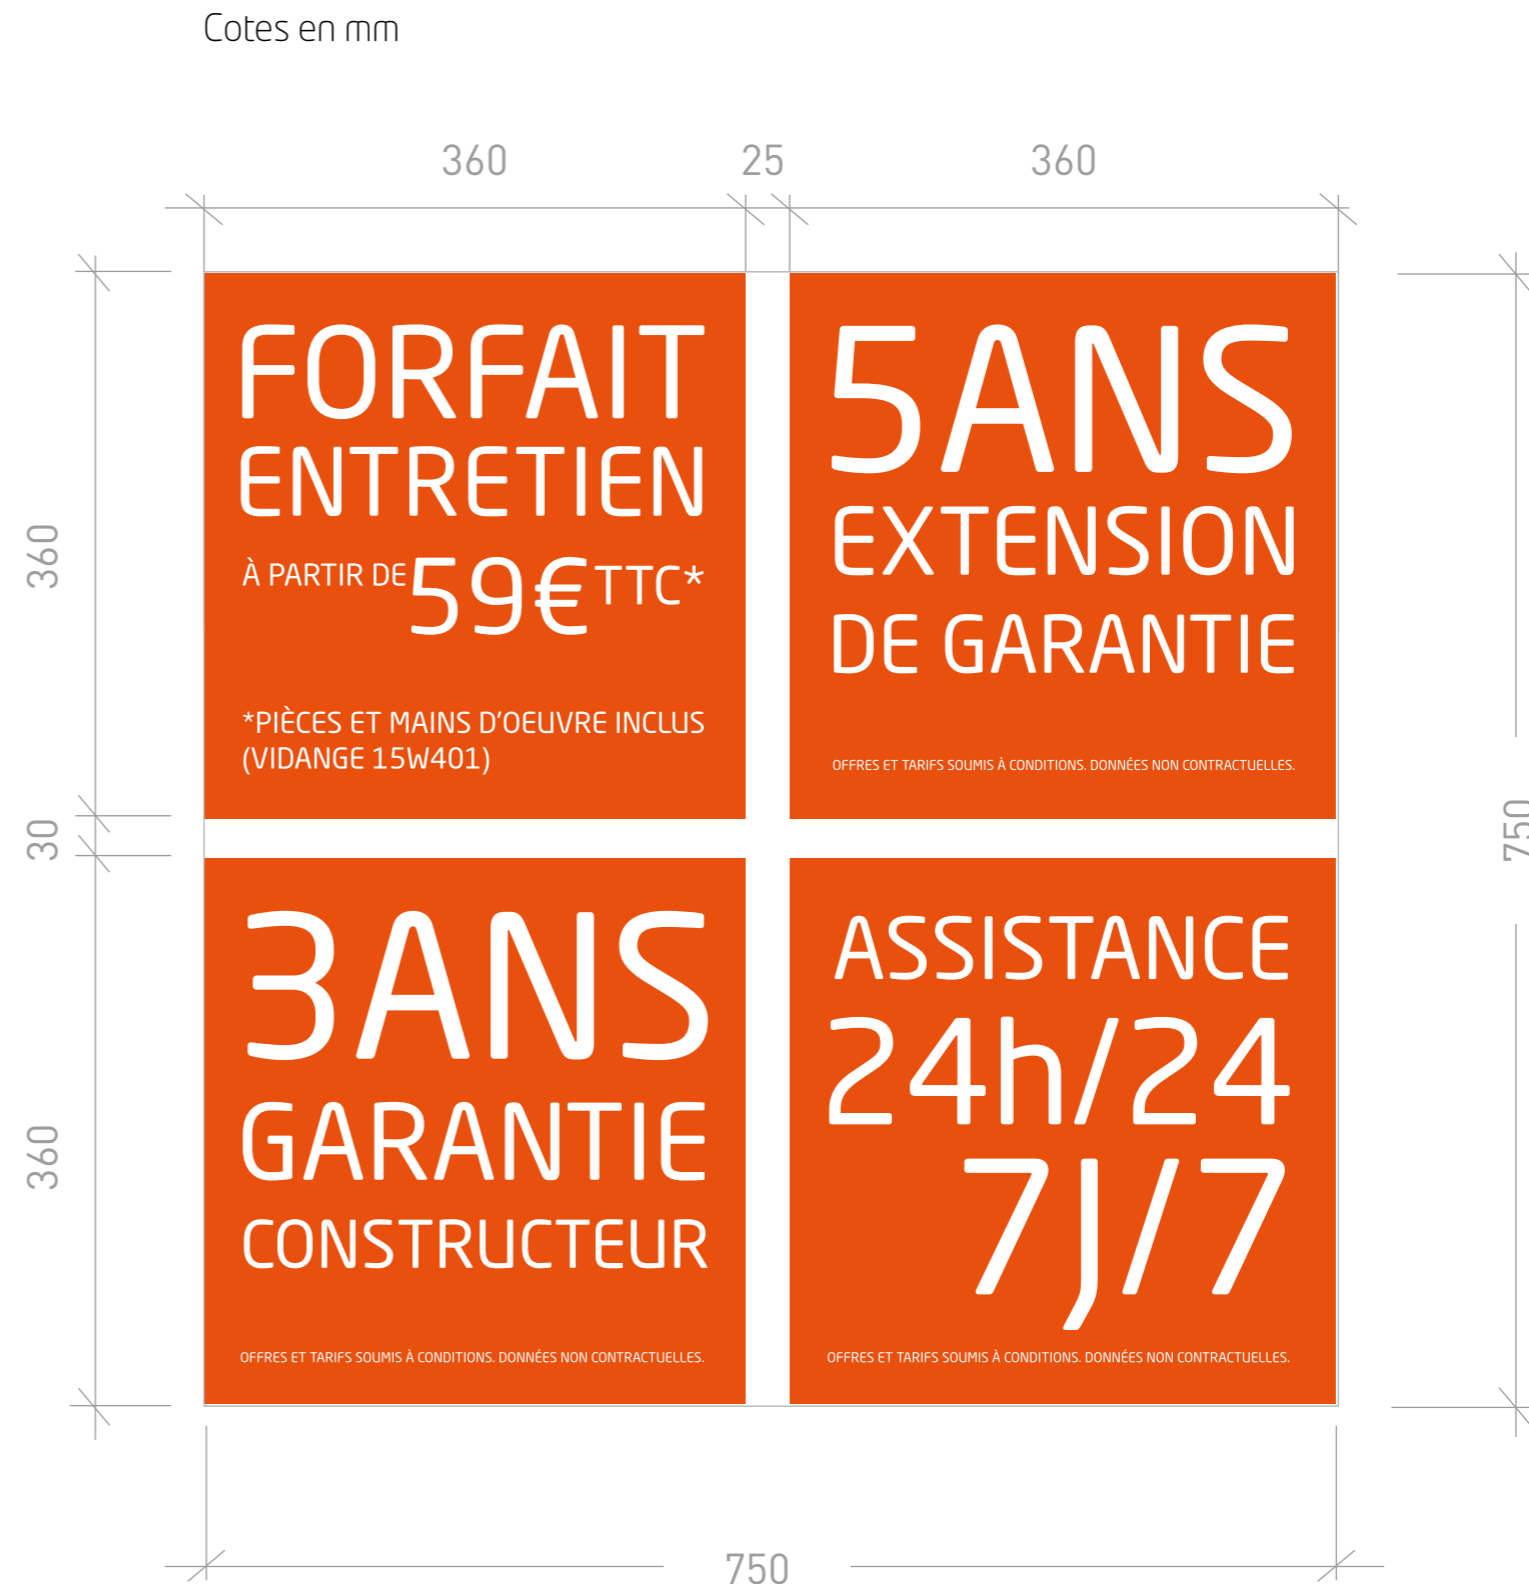 Cotes en mm
360
25
360
FORFAIT
ENTRETIEN
À PARTIR DE 59€ TTC*
*PIÈCES ET MAINS D'OEUVRE INCLUS
(VIDANGE 15W401)
5ANS
EXTENSION
DE GARANTIE
OFFRES ET TARIFS SOUMIS À CONDITIONS. DONNÉES NON CONTRACTUELLES.
360
30
750
3ANS
GARANTIE
CONSTRUCTEUR
OFFRES ET TARIFS SOUMIS À CONDITIONS. DONNÉES NON CONTRACTUELLES.
ASSISTANCE
24h/24
7J/7
OFFRES ET TARIFS SOUMIS À CONDITIONS. DONNÉES NON CONTRACTUELLES.
360
750